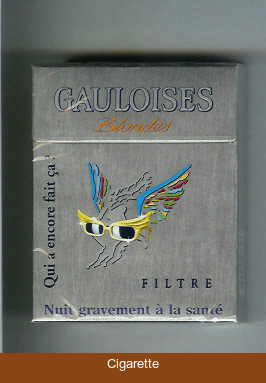 GAULOISES
Blondes
Qui a encore fait ça
FILTRE
Nuit gravement à la santé
Cigarette